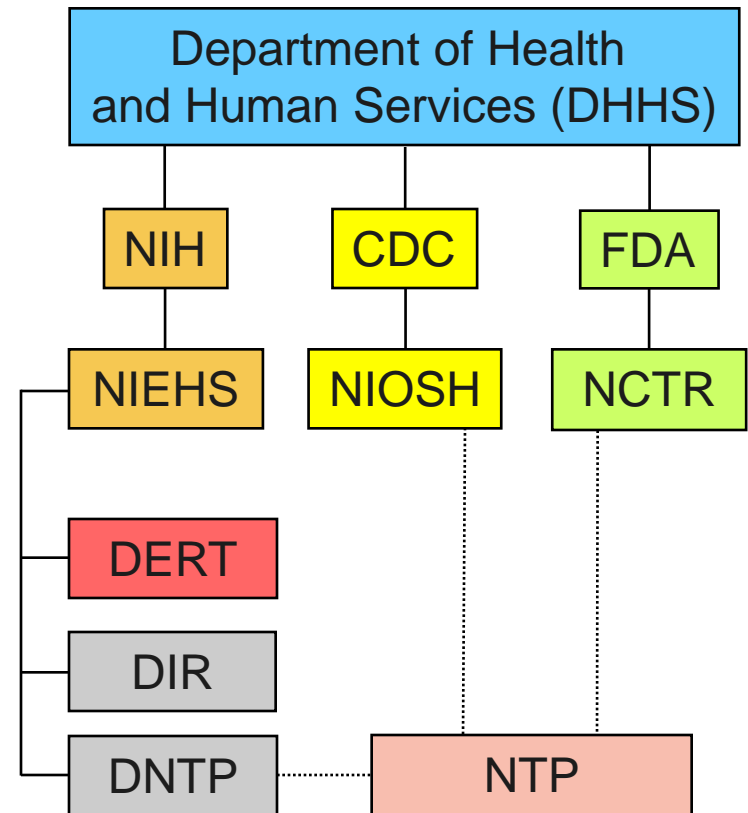 Department of Health
and Human Services (DHHS)
NIH
CDC
FDA
NIEHS
NIOSH
NCTR
DERT
DIR
DNTP
NTP